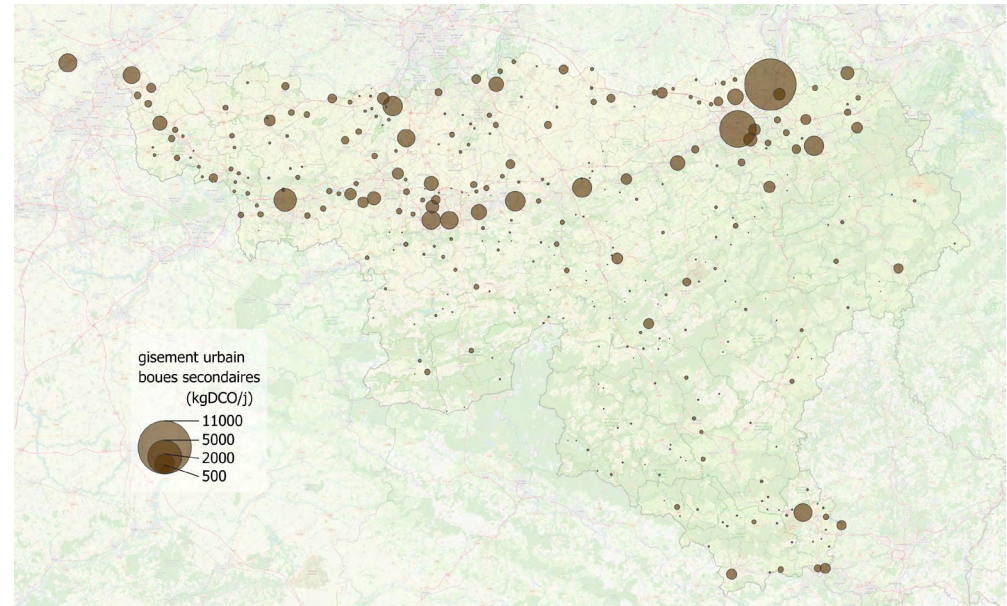 gisement urbain
boues secondaires
(kgDCO/j)
11000
5000
2000
500